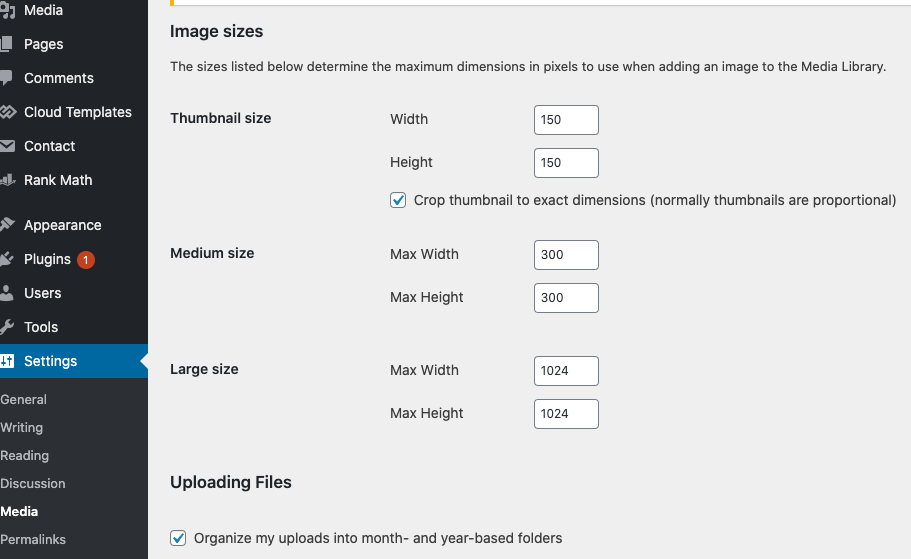 Media
Pages
Comments
Cloud Templates
Contact
Rank Math
Appearance
Plugins 1
Users
Tools
Settings
General
Writing
Reading
Discussion
Media
Permalinks
Image sizes
The sizes listed below determine the maximum dimensions in pixels to use when adding an image to the Media Library.
Thumbnail size
Width 150
Height 150
Crop thumbnail to exact dimensions (normally thumbnails are proportional)
Medium size
Max Width 300
Max Height 300
Large size
Max Width 1024
Max Height 1024
Uploading Files
Organize my uploads into month- and year-based folders